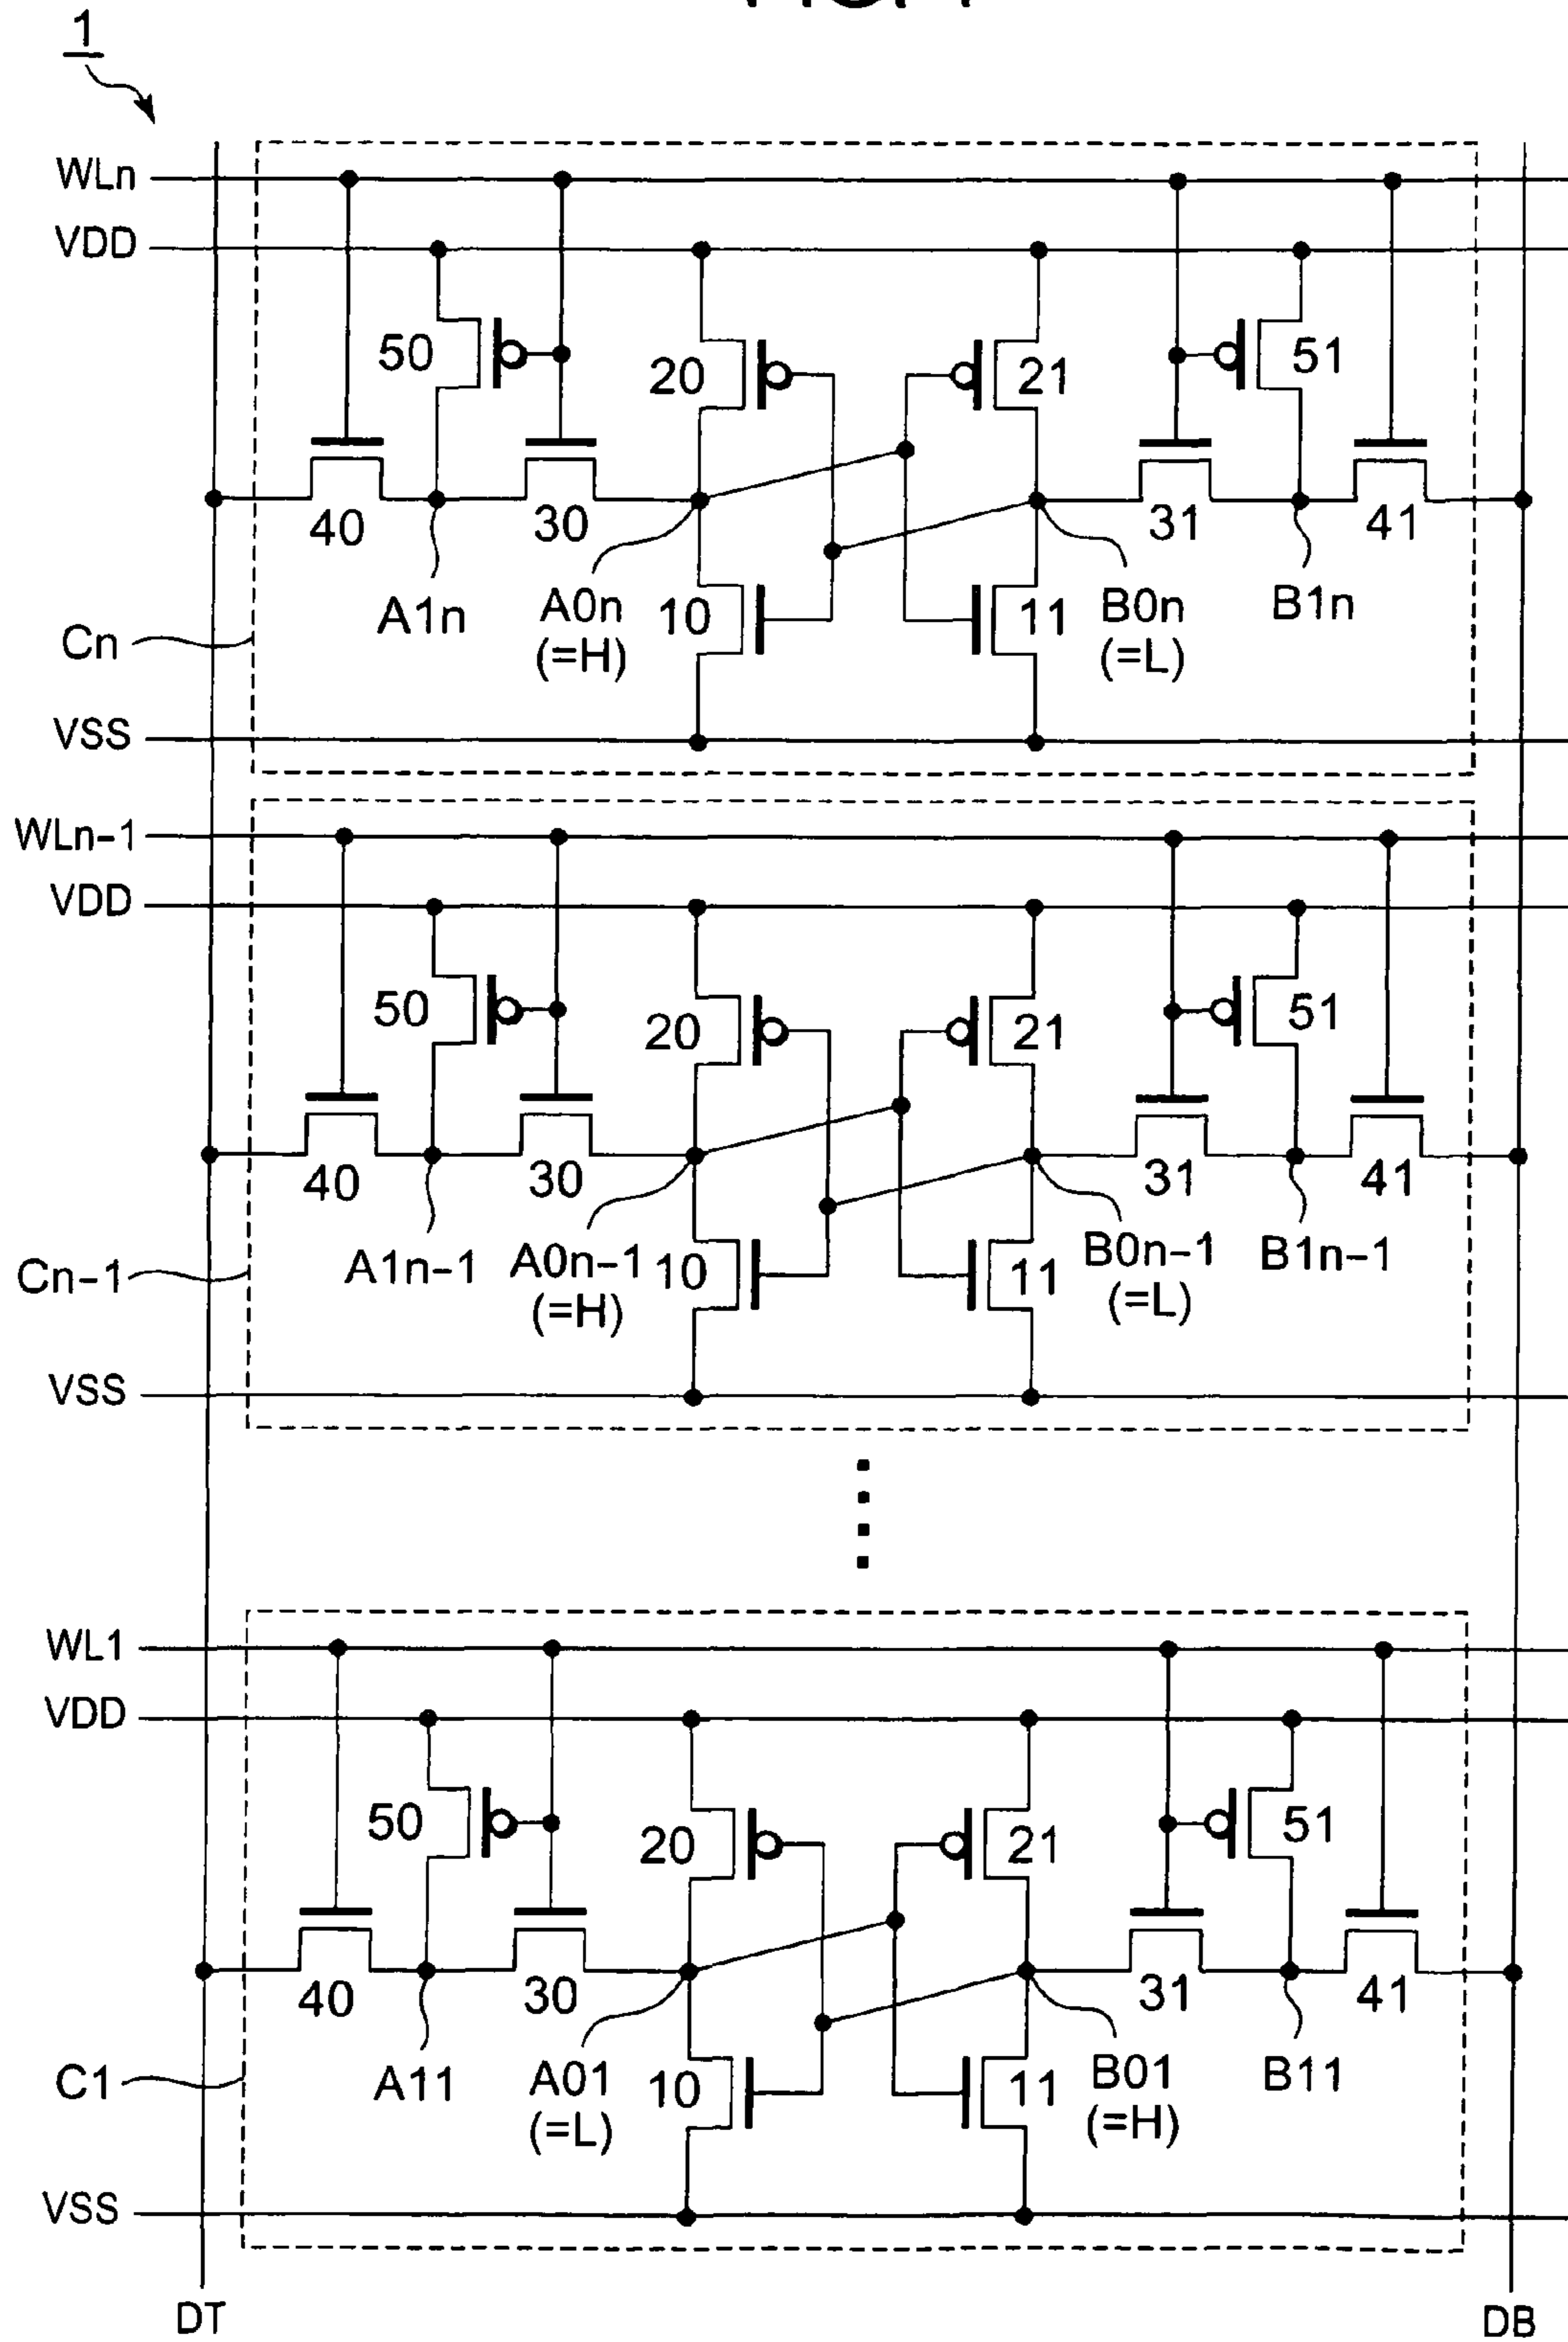 1
WLn
VDD
50 20 21 51
40 30 31 41
A1n A0n 10 11 B0n B1n
(=H) (=L)
Cn
VSS
WLn-1
VDD
50 20 21 51
40 30 31 41
A1n-1 A0n-1 10 11 B0n-1 B1n-1
(=H) (=L)
Cn-1
VSS
WL1
VDD
50 20 21 51
40 30 31 41
A11 A01 10 11 B01 B11
(=L) (=H)
C1
VSS
DT DB